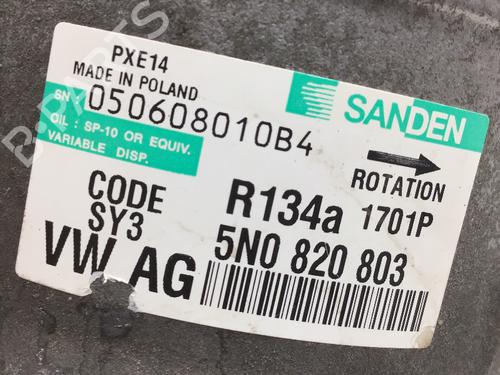 PXE14
MADE IN POLAND
SN 050608010B4
SANDEN
OIL : SP-10 OR EQUIV.
VARIABLE DISP.
ROTATION
CODE
SY3
R134a 1701P
VW AG
5N0 820 803
B-PARTS